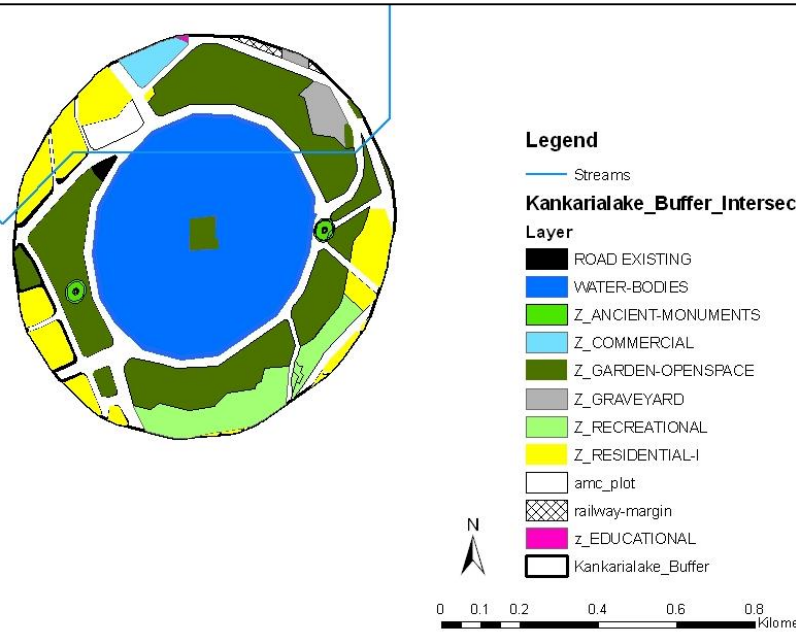 Legend
Streams
Kankarialake_Buffer_Intersec
Layer
ROAD EXISTING
WATER-BODIES
Z_ANCIENT-MONUMENTS
Z_COMMERCIAL
Z_GARDEN-OPENSPACE
Z_GRAVEYARD
Z_RECREATIONAL
Z_RESIDENTIAL-I
amc_plot
railway-margin
z_EDUCATIONAL
Kankarialake_Buffer
N
0 0.1 0.2 0.4 0.6 0.8
Kilome